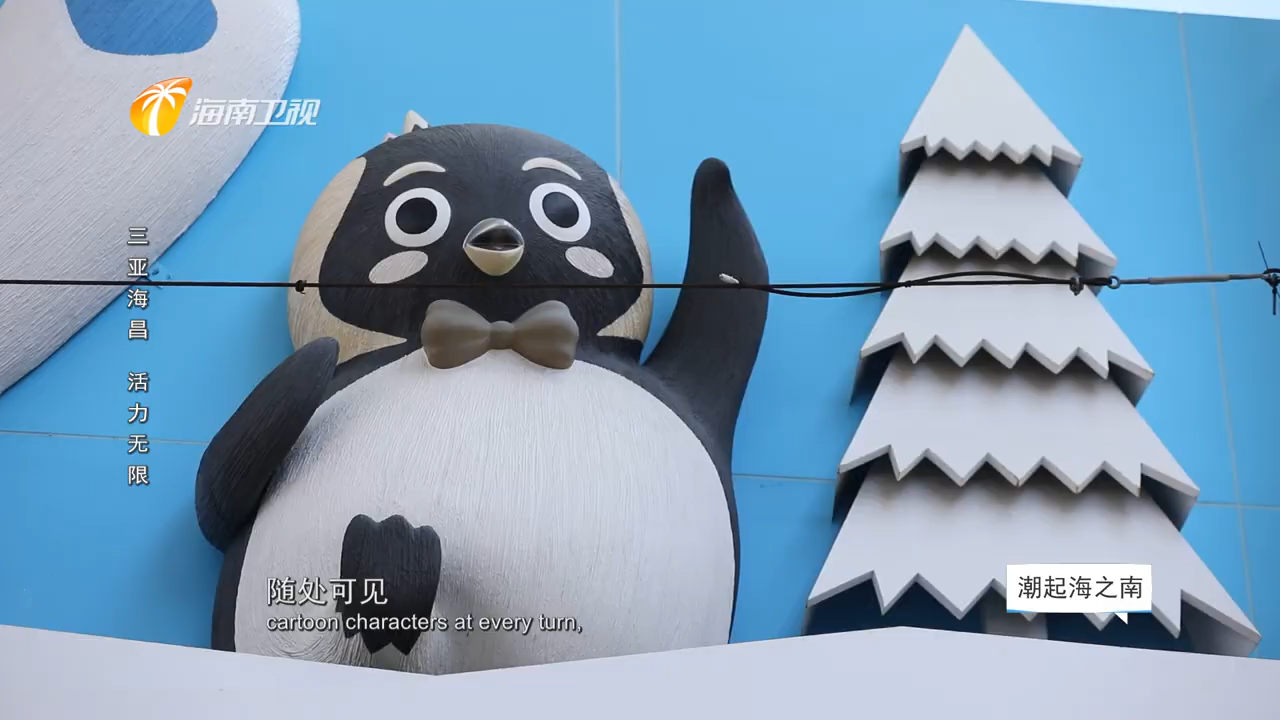 海南卫视
三亚海昌 活力无限
随处可见
cartoon characters at every turn,
潮起海之南